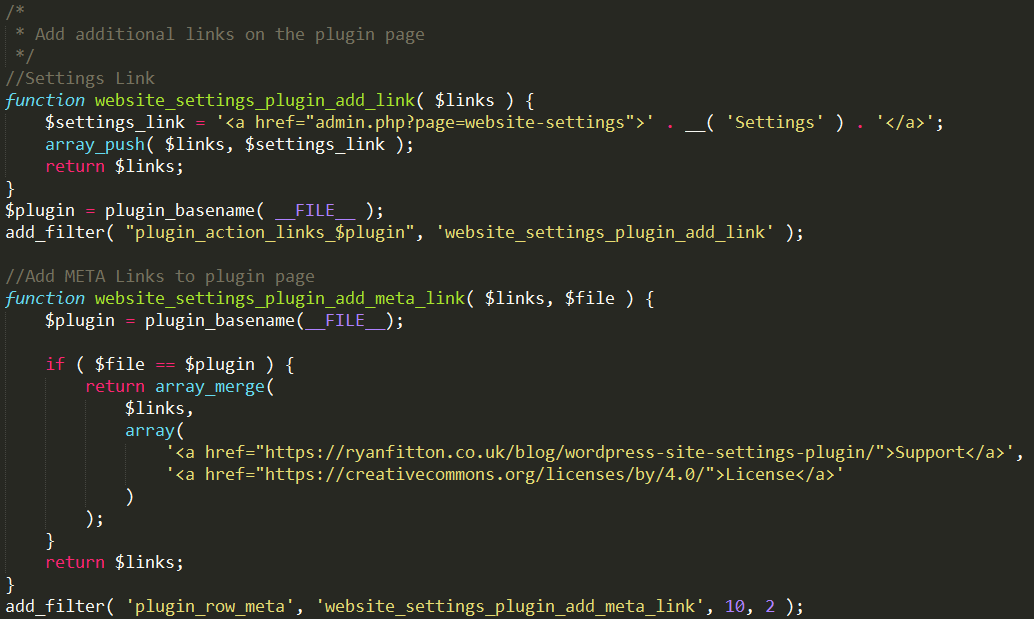 /*
 * Add additional links on the plugin page
 */
//Settings Link
function website_settings_plugin_add_link( $links ) {
    $settings_link = '<a href="admin.php?page=website-settings">' . __( 'Settings' ) . '</a>';
    array_push( $links, $settings_link );
    return $links;
}
$plugin = plugin_basename( __FILE__ );
add_filter( "plugin_action_links_$plugin", 'website_settings_plugin_add_link' );

//Add META Links to plugin page
function website_settings_plugin_add_meta_link( $links, $file ) {
    $plugin = plugin_basename(__FILE__);

    if ( $file == $plugin ) {
        return array_merge(
            $links,
            array(
                '<a href="https://ryanfitton.co.uk/blog/wordpress-site-settings-plugin/">Support</a>',
                '<a href="https://creativecommons.org/licenses/by/4.0/">License</a>'
            )
        );
    }
    return $links;
}
add_filter( 'plugin_row_meta', 'website_settings_plugin_add_meta_link', 10, 2 );